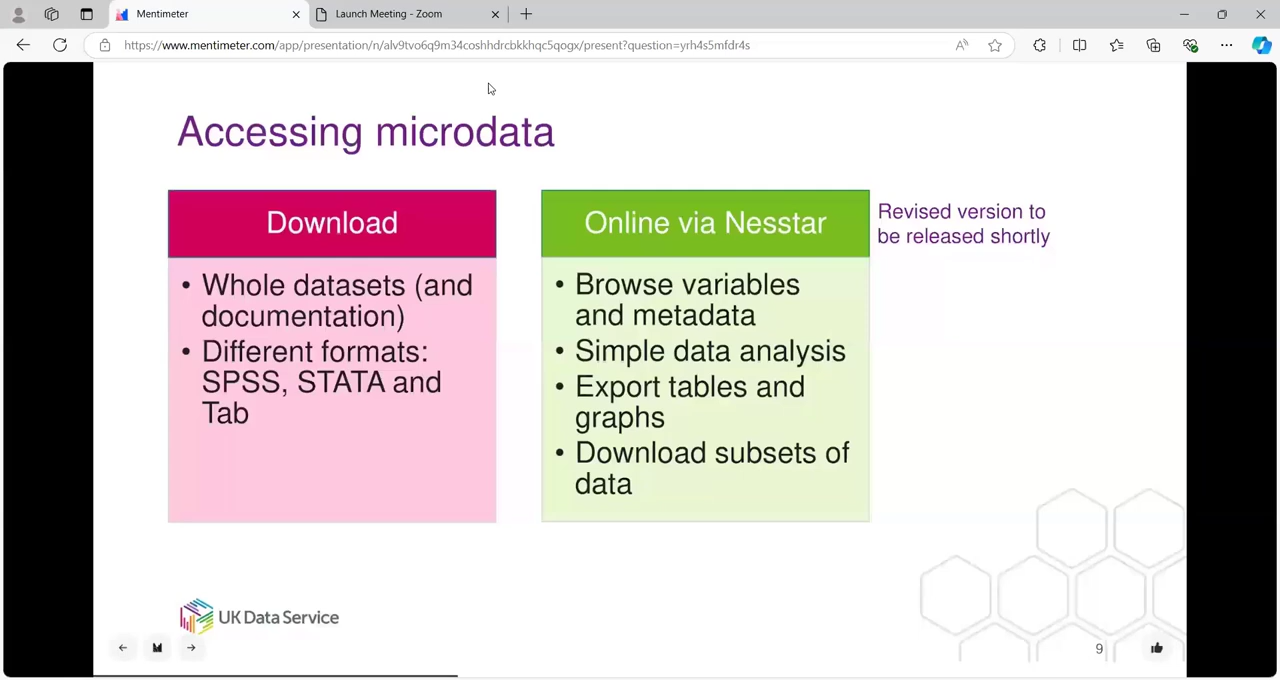 Mentimeter
Launch Meeting - Zoom
https://www.mentimeter.com/app/presentation/n/alv9tvo6q9m34coshhdrcbkkhqc5qogx/present?question=yrh4s5mfdr4s
Accessing microdata
Download
• Whole datasets (and
documentation)
• Different formats:
SPSS, STATA and
Tab
Online via Nesstar
• Browse variables
and metadata
• Simple data analysis
• Export tables and
graphs
• Download subsets of
data
Revised version to
be released shortly
UK Data Service
9